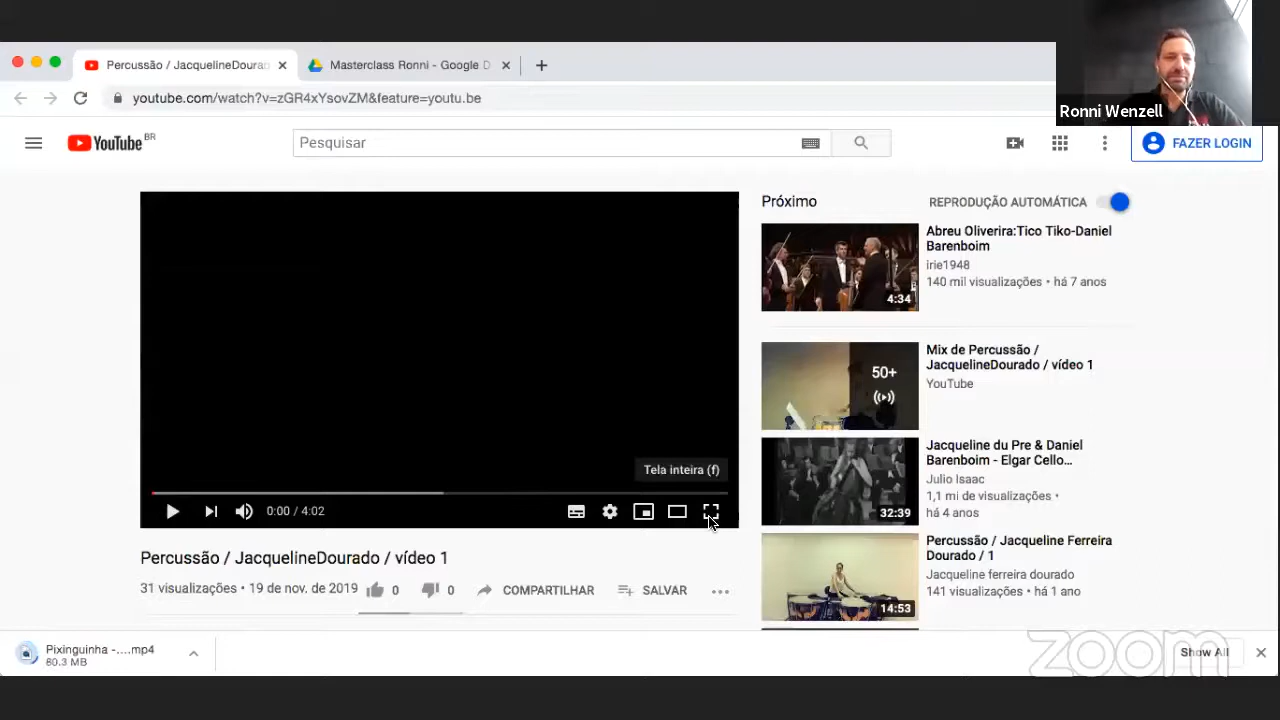 Percussão / JacquelineDourad
Masterclass Ronni - Google D
youtube.com/watch?v=zGR4xYsovZM&feature=youtu.be
Ronni Wenzell
YouTube BR
Pesquisar
FAZER LOGIN
Próximo
REPRODUÇÃO AUTOMÁTICA
Abreu Oliverira:Tico Tiko-Daniel
Barenboim
irie1948
140 mil visualizações • há 7 anos
4:34
Mix de Percussão /
JacquelineDourado / vídeo 1
YouTube
50+
Jacqueline du Pre & Daniel
Barenboim - Elgar Cello...
Julio Isaac
1,1 mi de visualizações •
há 4 anos
32:39
Percussão / Jacqueline Ferreira
Dourado / 1
Jacqueline ferreira dourado
141 visualizações • há 1 ano
14:53
Tela inteira (f)
0:00 / 4:02
Percussão / JacquelineDourado / vídeo 1
31 visualizações • 19 de nov. de 2019
0
0
COMPARTILHAR
SALVAR
Pixinguinha -....mp4
80.3 MB
Show All
zoom